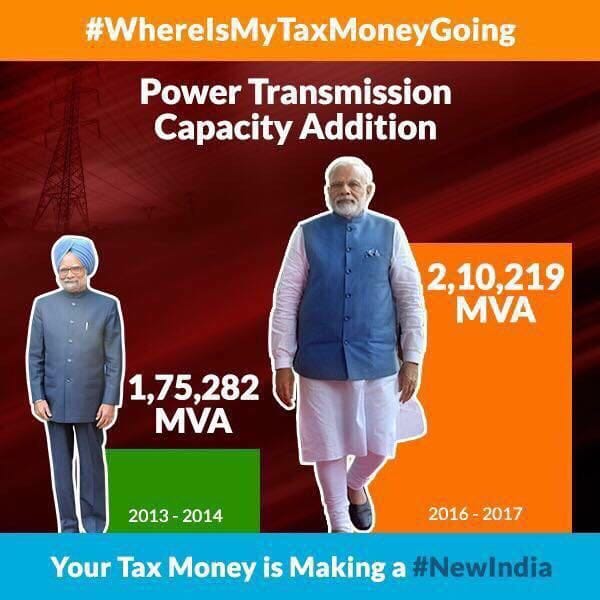 #WhereIsMyTaxMoneyGoing
Power Transmission
Capacity Addition
2,10,219
MVA
1,75,282
MVA
2013 - 2014
2016 - 2017
Your Tax Money is Making a #NewIndia